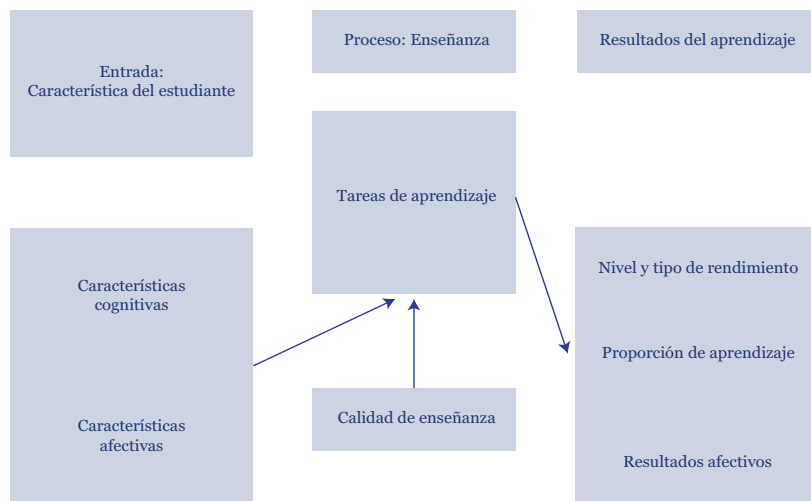 Entrada:
Característica del estudiante
Proceso: Enseñanza
Resultados del aprendizaje
Características
cognitivas
Características
afectivas
Tareas de aprendizaje
Calidad de enseñanza
Nivel y tipo de rendimiento
Proporción de aprendizaje
Resultados afectivos